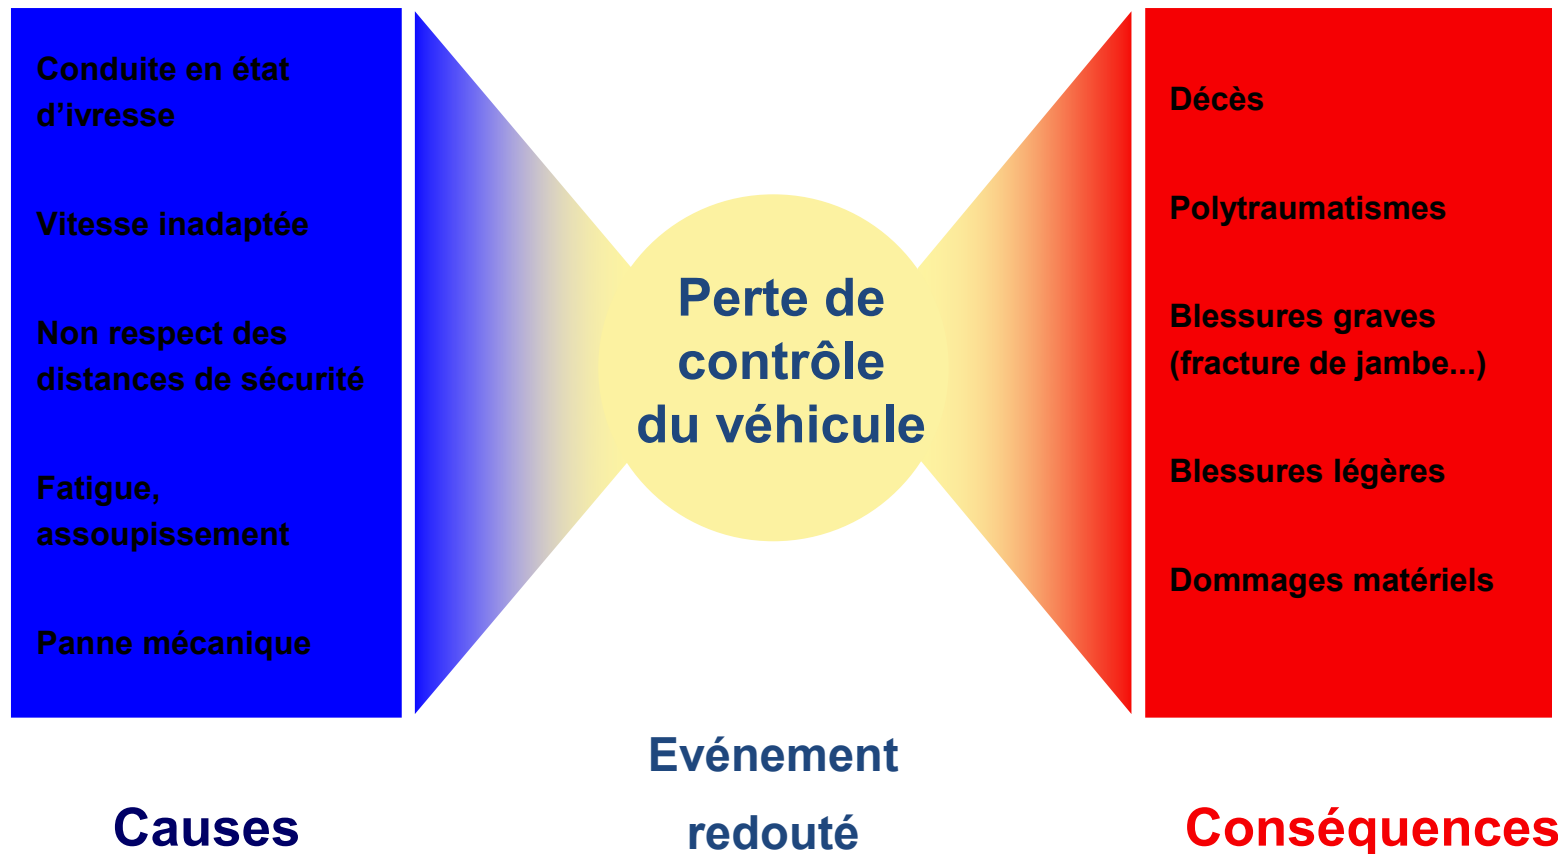 Conduite en état
d’ivresse
Vitesse inadaptée
Non respect des
distances de sécurité
Fatigue,
assoupissement
Panne mécanique
Causes
Perte de
contrôle
du véhicule
Evénement
redouté
Décès
Polytraumatismes
Blessures graves
(fracture de jambe...)
Blessures légères
Dommages matériels
Conséquences